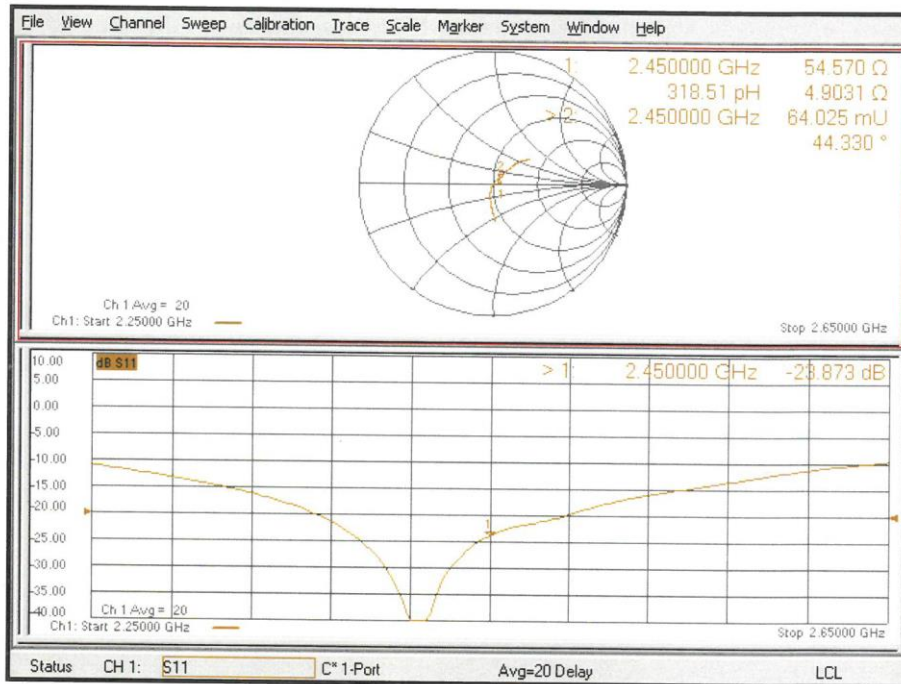 File View Channel Sweep Calibration Trace Scale Marker System Window Help
1: 2.450000 GHz 54.570 Ω
318.51 pH 4.9031 Ω
> 2: 2.450000 GHz 64.025 mU
44.330 °
2
1
Ch 1 Avg = 20
Ch1: Start 2.25000 GHz
Stop 2.65000 GHz
10.00 dB S11
> 1: 2.450000 GHz -23.873 dB
5.00
0.00
-5.00
-10.00
-15.00
-20.00
1
-25.00
-30.00
-35.00
-40.00 Ch 1 Avg = 20
Ch1: Start 2.25000 GHz
Stop 2.65000 GHz
Status CH 1: S11 C* 1-Port Avg=20 Delay LCL